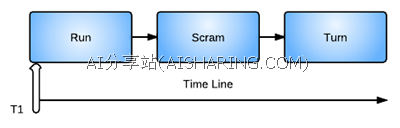 Run
Scram
Turn
AI分享站(AISHARING.COM)
Time Line
T1